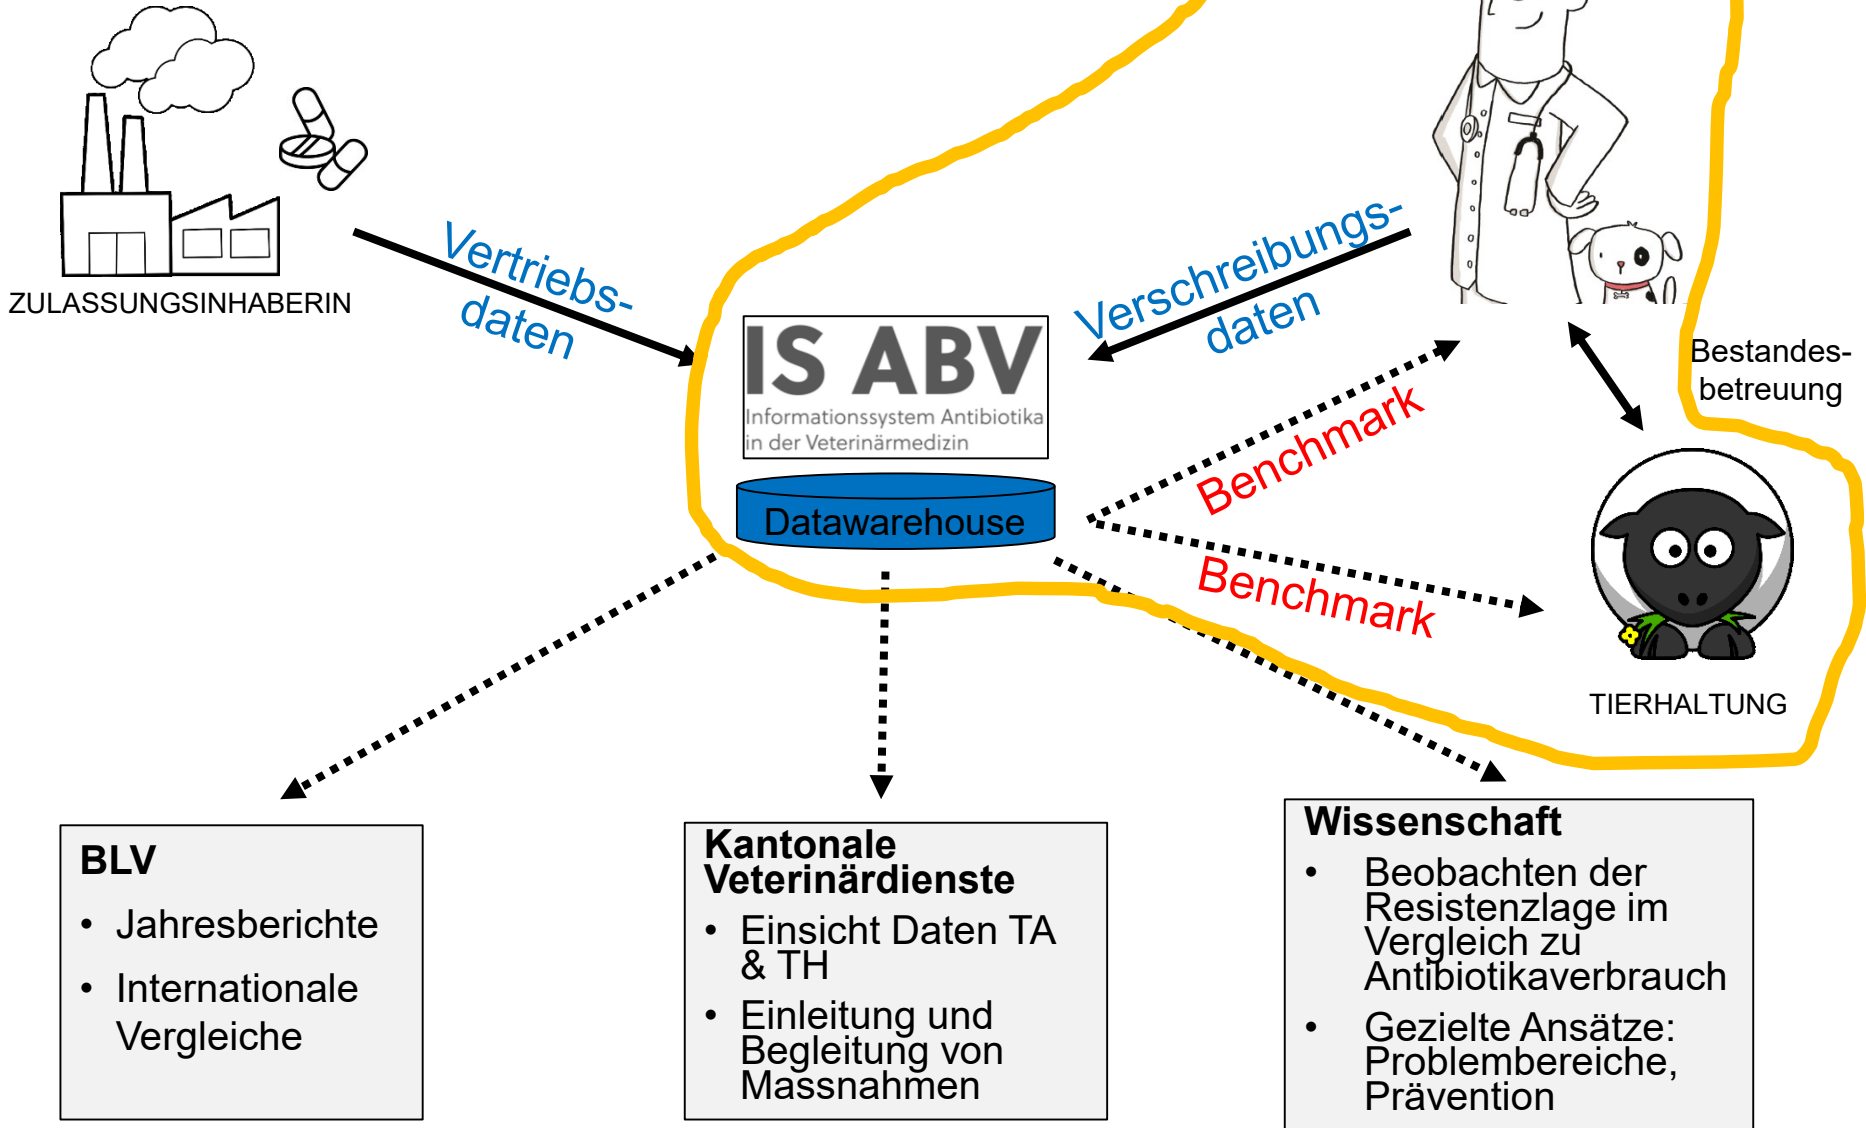 ZULASSUNGSINHABERIN
Vertriebs-
daten
Verschreibungs-
daten
IS ABV
Informationssystem Antibiotika
in der Veterinärmedizin
Datawarehouse
Bestandes-
betreuung
Benchmark
Benchmark
TIERHALTUNG
BLV
• Jahresberichte
• Internationale
Vergleiche
Kantonale
Veterinärdienste
• Einsicht Daten TA
& TH
• Einleitung und
Begleitung von
Massnahmen
Wissenschaft
• Beobachten der
Resistenzlage im
Vergleich zu
Antibiotikaverbrauch
• Gezielte Ansätze:
Problembereiche,
Prävention